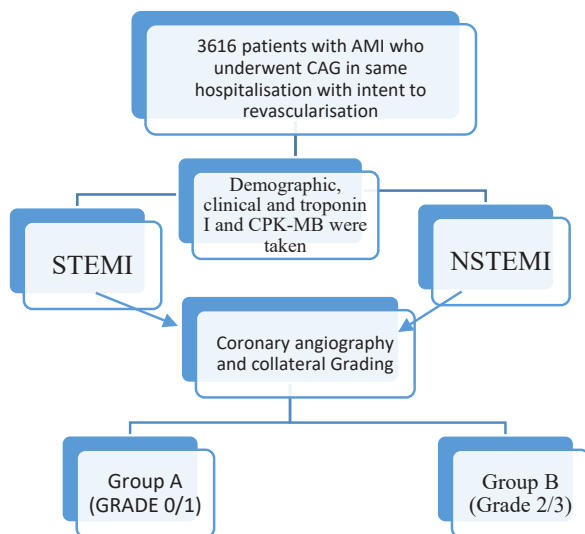 3616 patients with AMI who
underwent CAG in same
hospitalisation with intent to
revascularisation
Demographic,
clinical and troponin
I and CPK-MB were
taken
STEMI
NSTEMI
Coronary angiography
and collateral Grading
Group A
(GRADE 0/1)
Group B
(Grade 2/3)